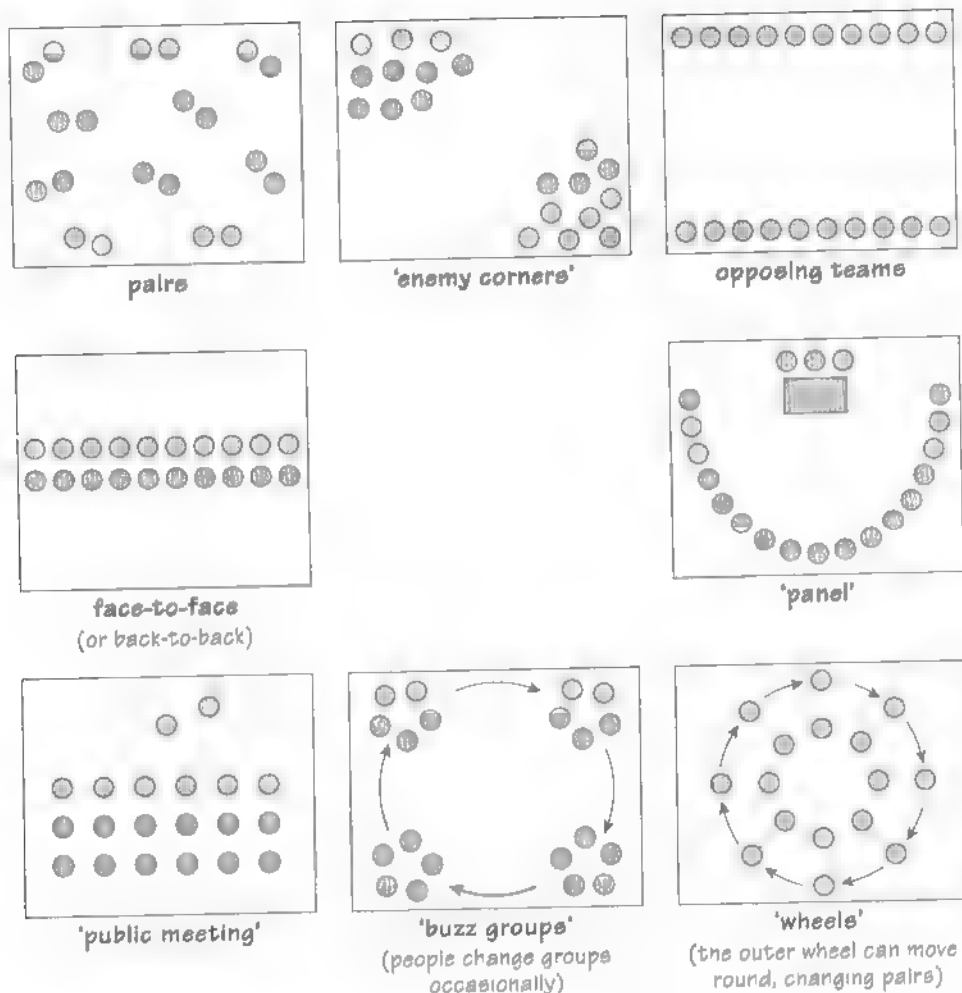 pairs
'enemy corners'
opposing teams
face-to-face
(or back-to-back)
'panel'
'public meeting'
'buzz groups'
(people change groups
occasionally)
'wheels'
(the outer wheel can move
round, changing pairs)